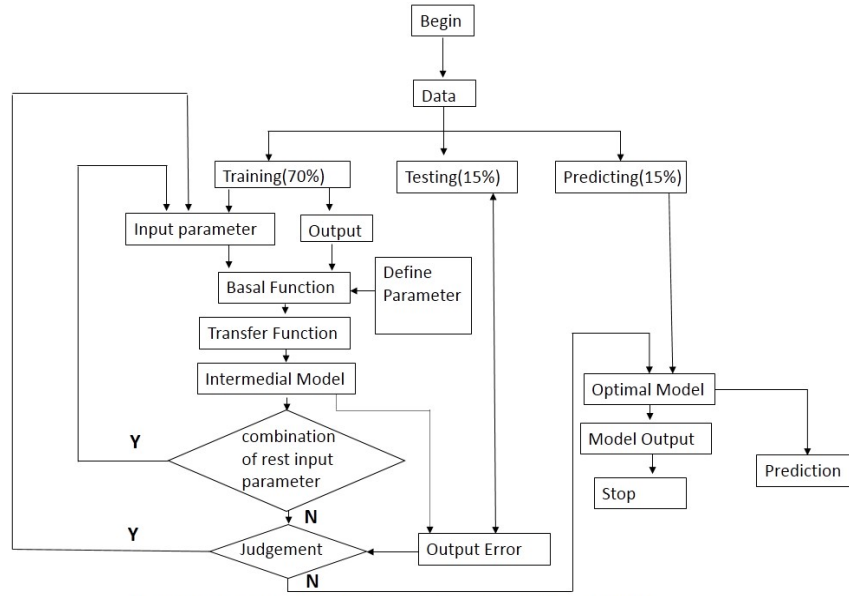 Begin
Data
Training(70%)
Testing(15%)
Predicting(15%)
Input parameter
Output
Basal Function
Define
Parameter
Transfer Function
Intermedial Model
Optimal Model
Y
combination
of rest input
parameter
Model Output
Prediction
Stop
N
Y
Judgement
Output Error
N